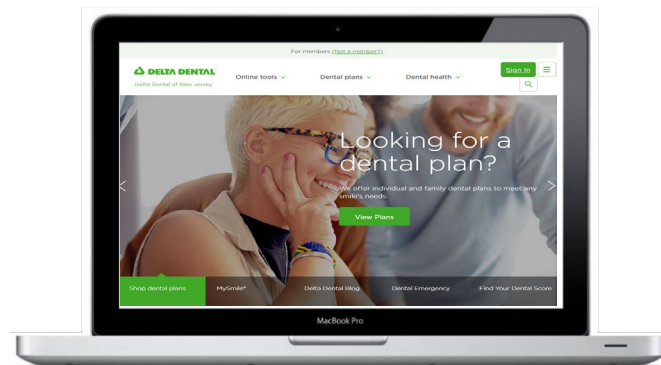 For members (Not a member?)
DELTA DENTAL
Delta Dental of New Jersey
Online tools
Dental plans
Dental health
Sign In
Looking for a
dental plan?
We offer individual and family dental plans to meet any
smile's needs.
View Plans
Shop dental plans
MySmile®
Delta Dental Blog
Dental Emergency
Find Your Dental Score
MacBook Pro